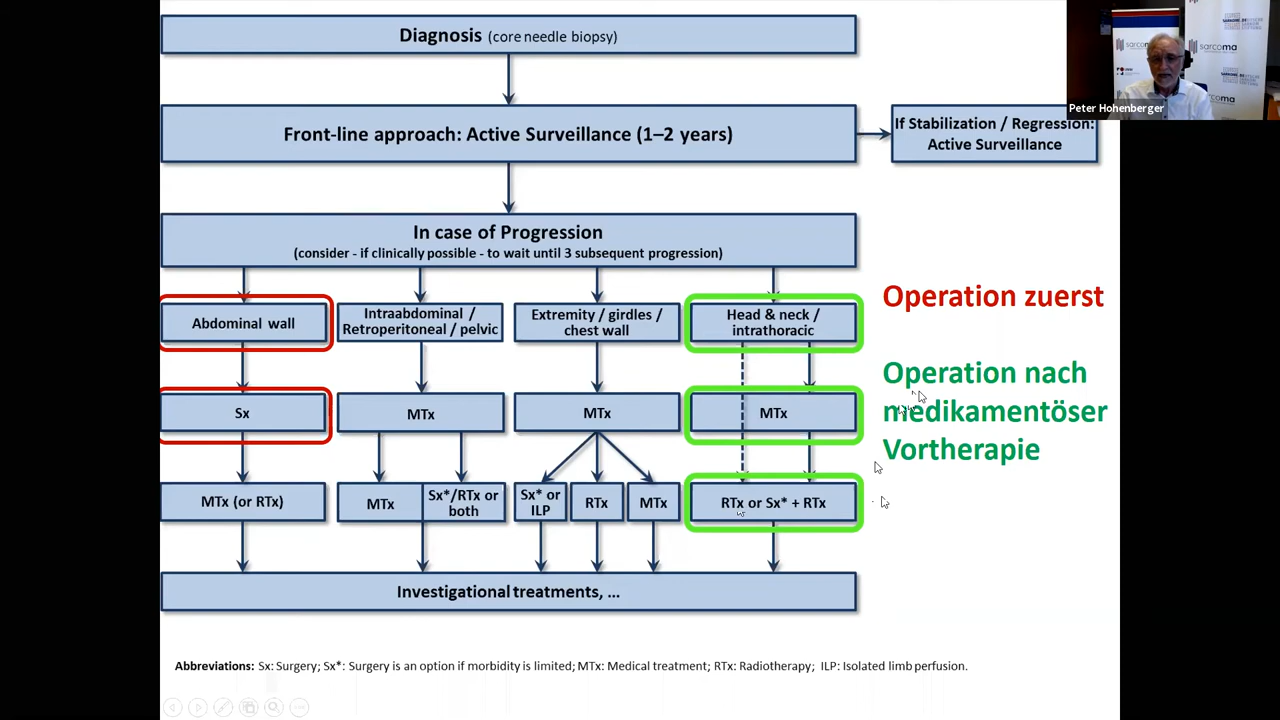 Diagnosis (core needle biopsy)
Front-line approach: Active Surveillance (1–2 years)
If Stabilization / Regression:
Active Surveillance
In case of Progression
(consider - if clinically possible - to wait until 3 subsequent progression)
Abdominal wall
Intraabdominal /
Retroperitoneal / pelvic
Extremity / girdles /
chest wall
Head & neck /
intrathoracic
Sx
MTx
MTx
MTx
MTx (or RTx)
MTx
Sx*/RTx or
both
Sx* or
ILP
RTx
MTx
RTx or Sx* + RTx
Investigational treatments, ...
Operation zuerst
Operation nach
medikamentöser
Vortherapie
Abbreviations: Sx: Surgery; Sx*: Surgery is an option if morbidity is limited; MTx: Medical treatment; RTx: Radiotherapy; ILP: Isolated limb perfusion.
sarcoma
sarcoma
sarcoma
Peter Hohenberger